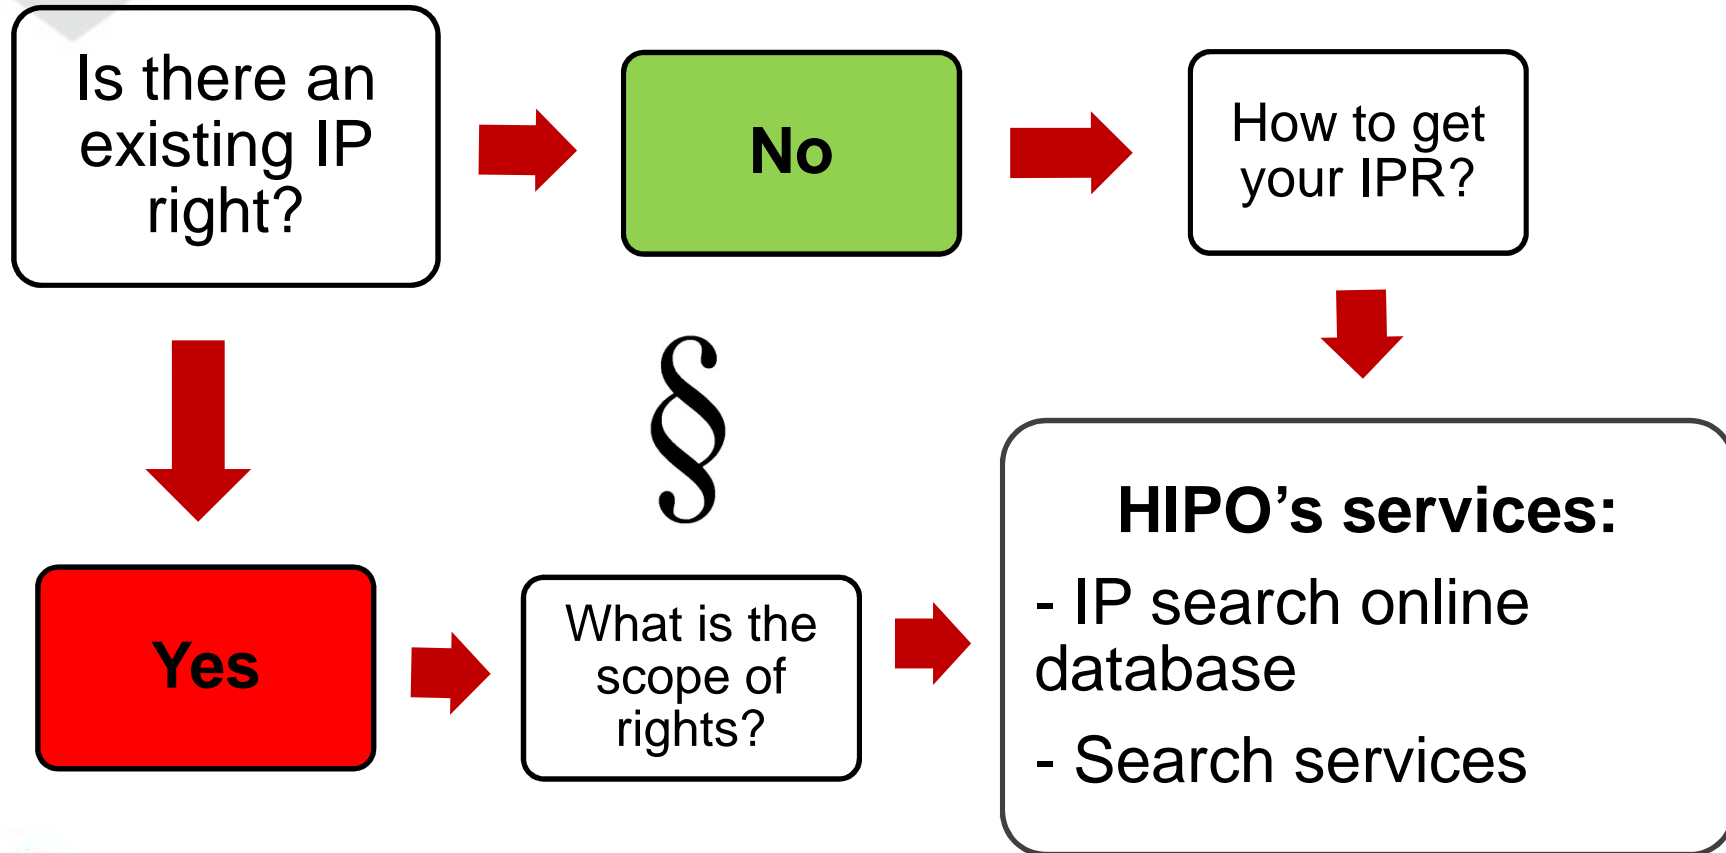 Is there an
existing IP
right?
No
How to get
your IPR?
§
Yes
What is the
scope of
rights?
HIPO’s services:
- IP search online
database
- Search services